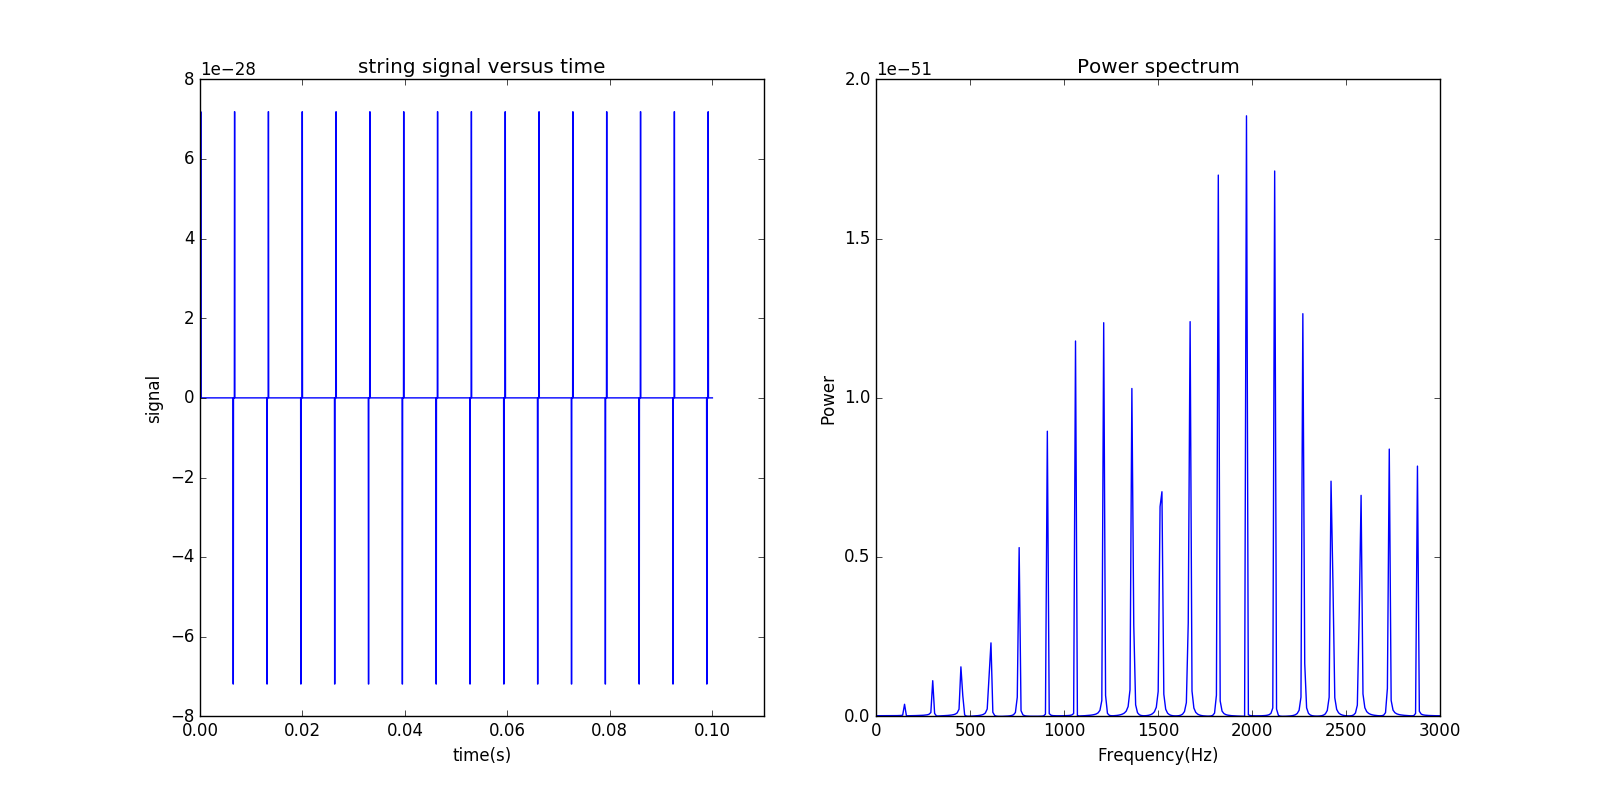 string signal versus time
1e−28
8
6
4
2
0
−2
−4
−6
−8
signal
0.00 0.02 0.04 0.06 0.08 0.10
time(s)
Power spectrum
1e−51
2.0
1.5
1.0
0.5
0.0
Power
0 500 1000 1500 2000 2500 3000
Frequency(Hz)